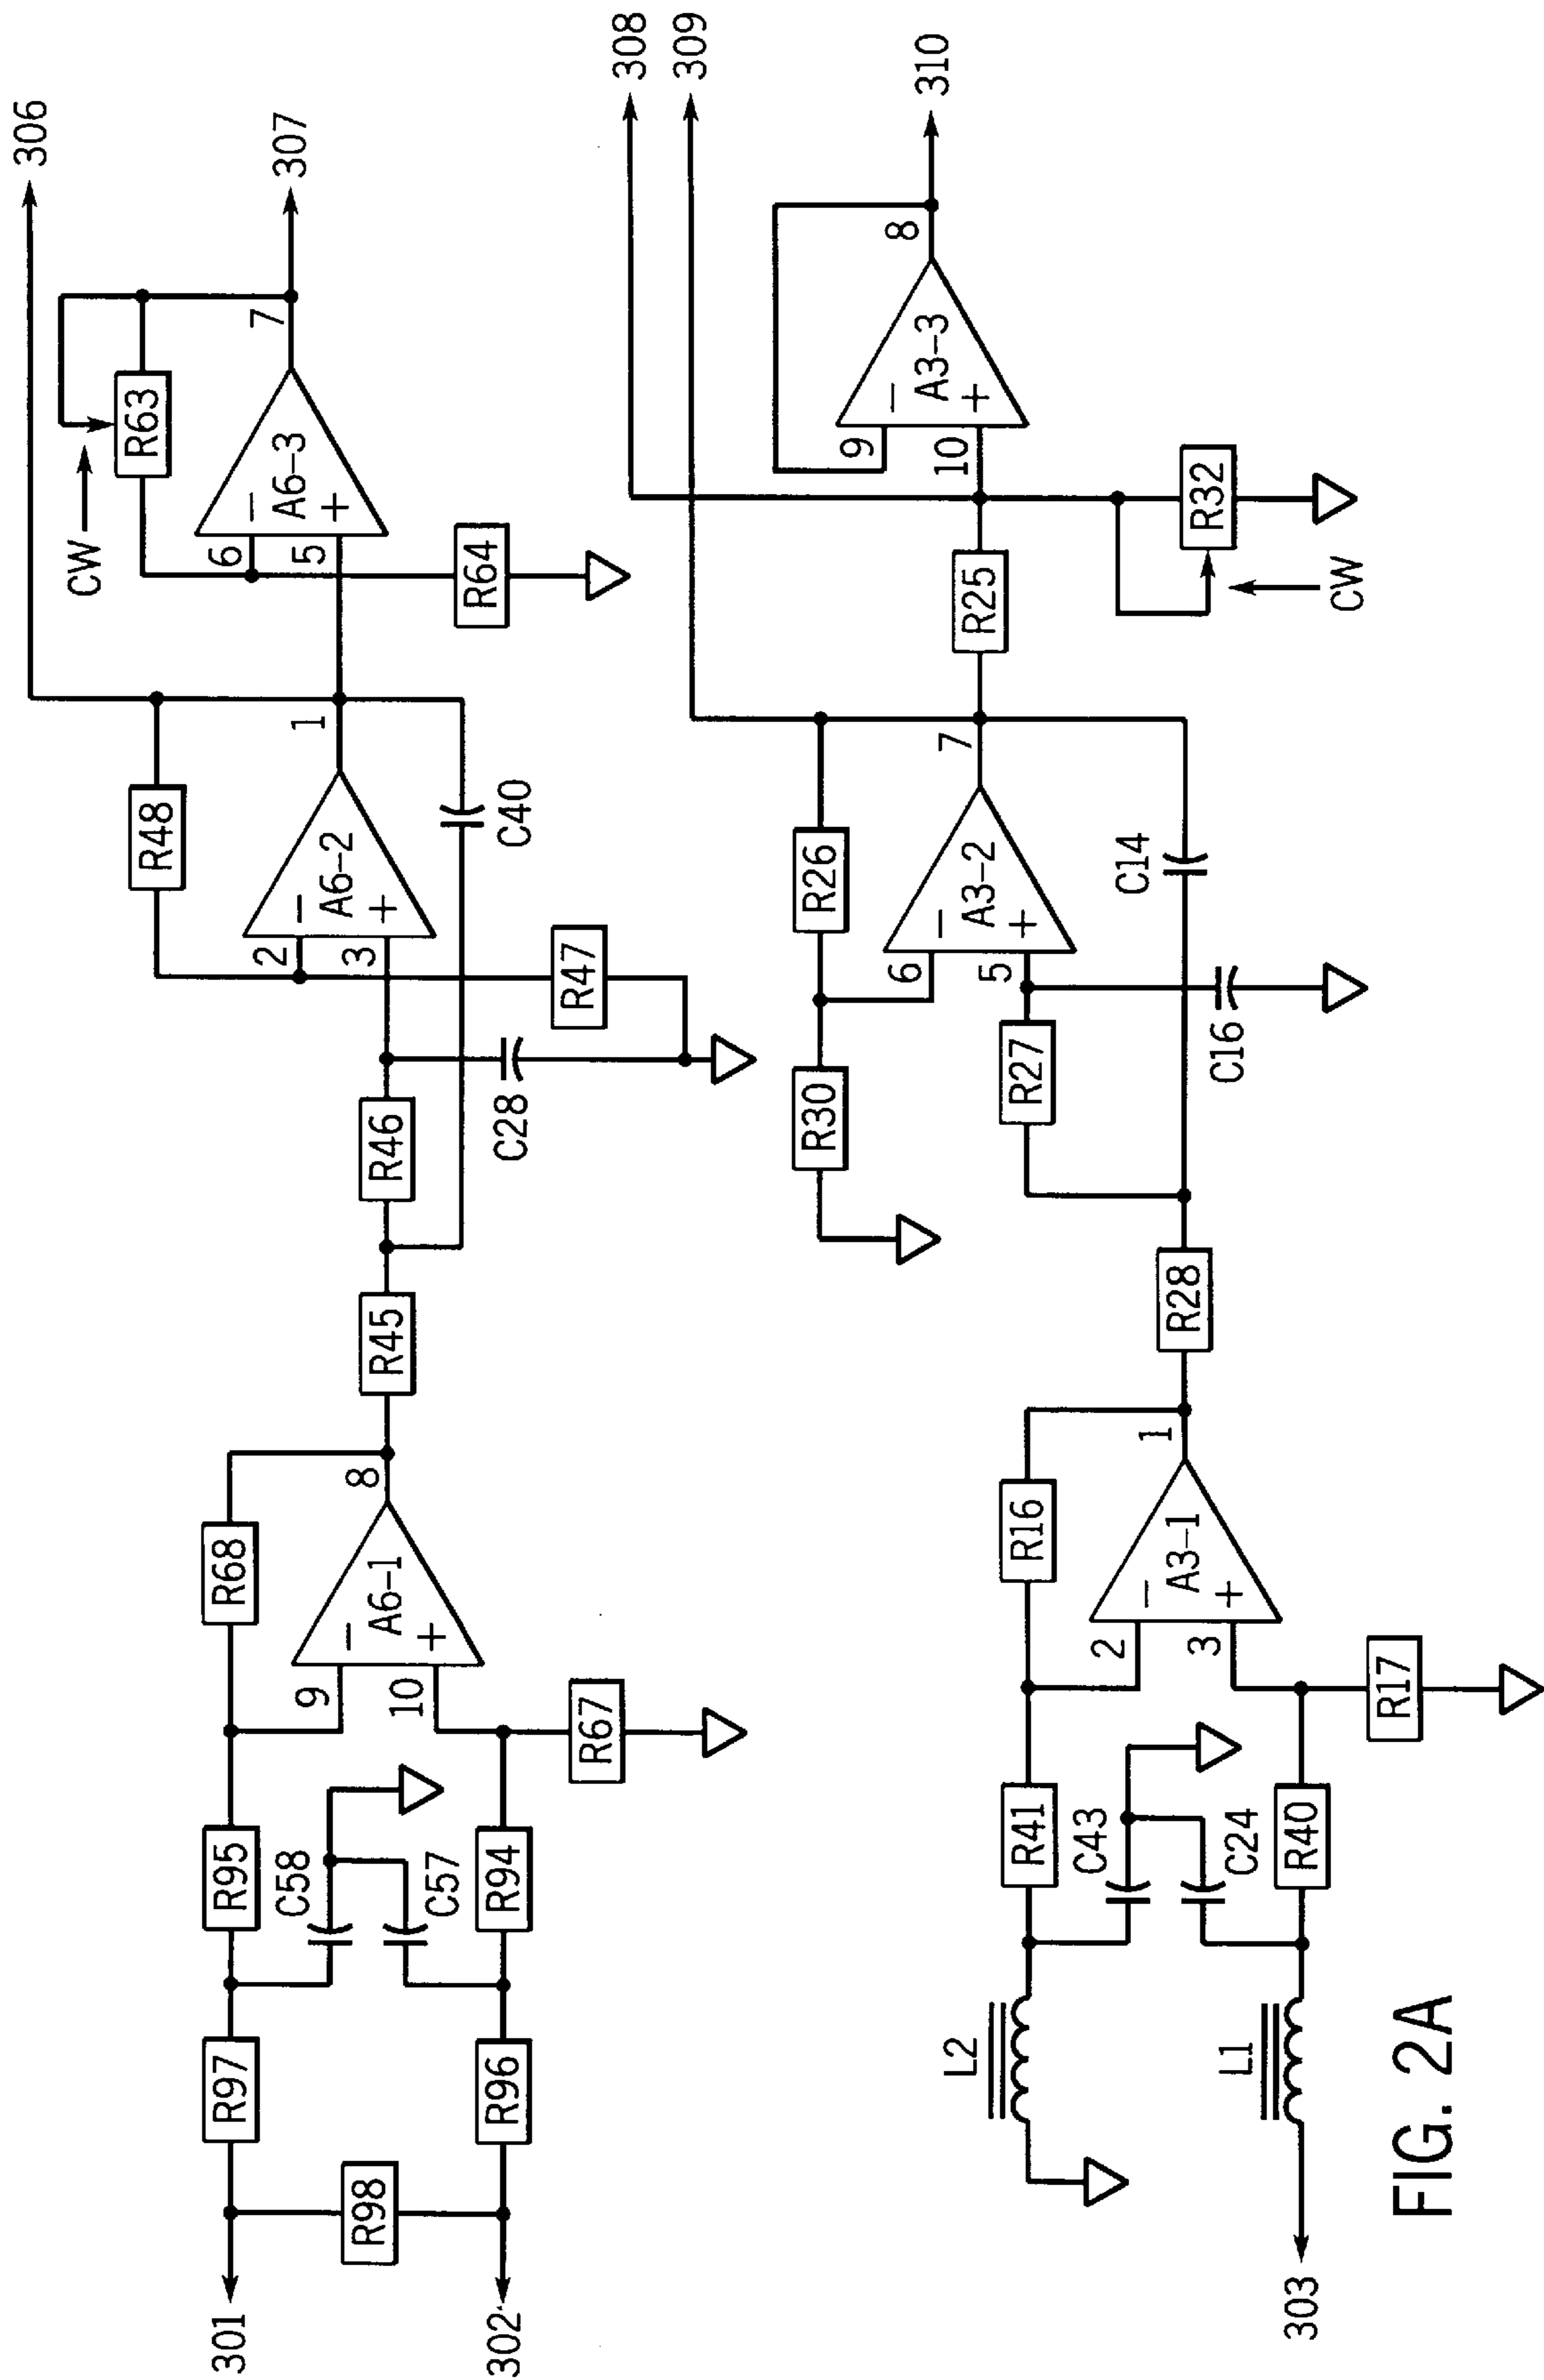 306
307
CW
R63
7
6
A6-3
5
R64
R48
1
2
A6-2
3
C40
R47
R46
C28
R45
R68
8
A6-1
9
10
R67
R95
C58
C57
R94
R97
R98
R96
301
302
308
309
310
8
A3-3
9
10
R32
CW
R25
7
R26
A3-2
6
5
C14
R30
R27
C16
R28
1
R16
A3-1
2
3
R17
R41
C43
C24
R40
L2
L1
303
FIG. 2A